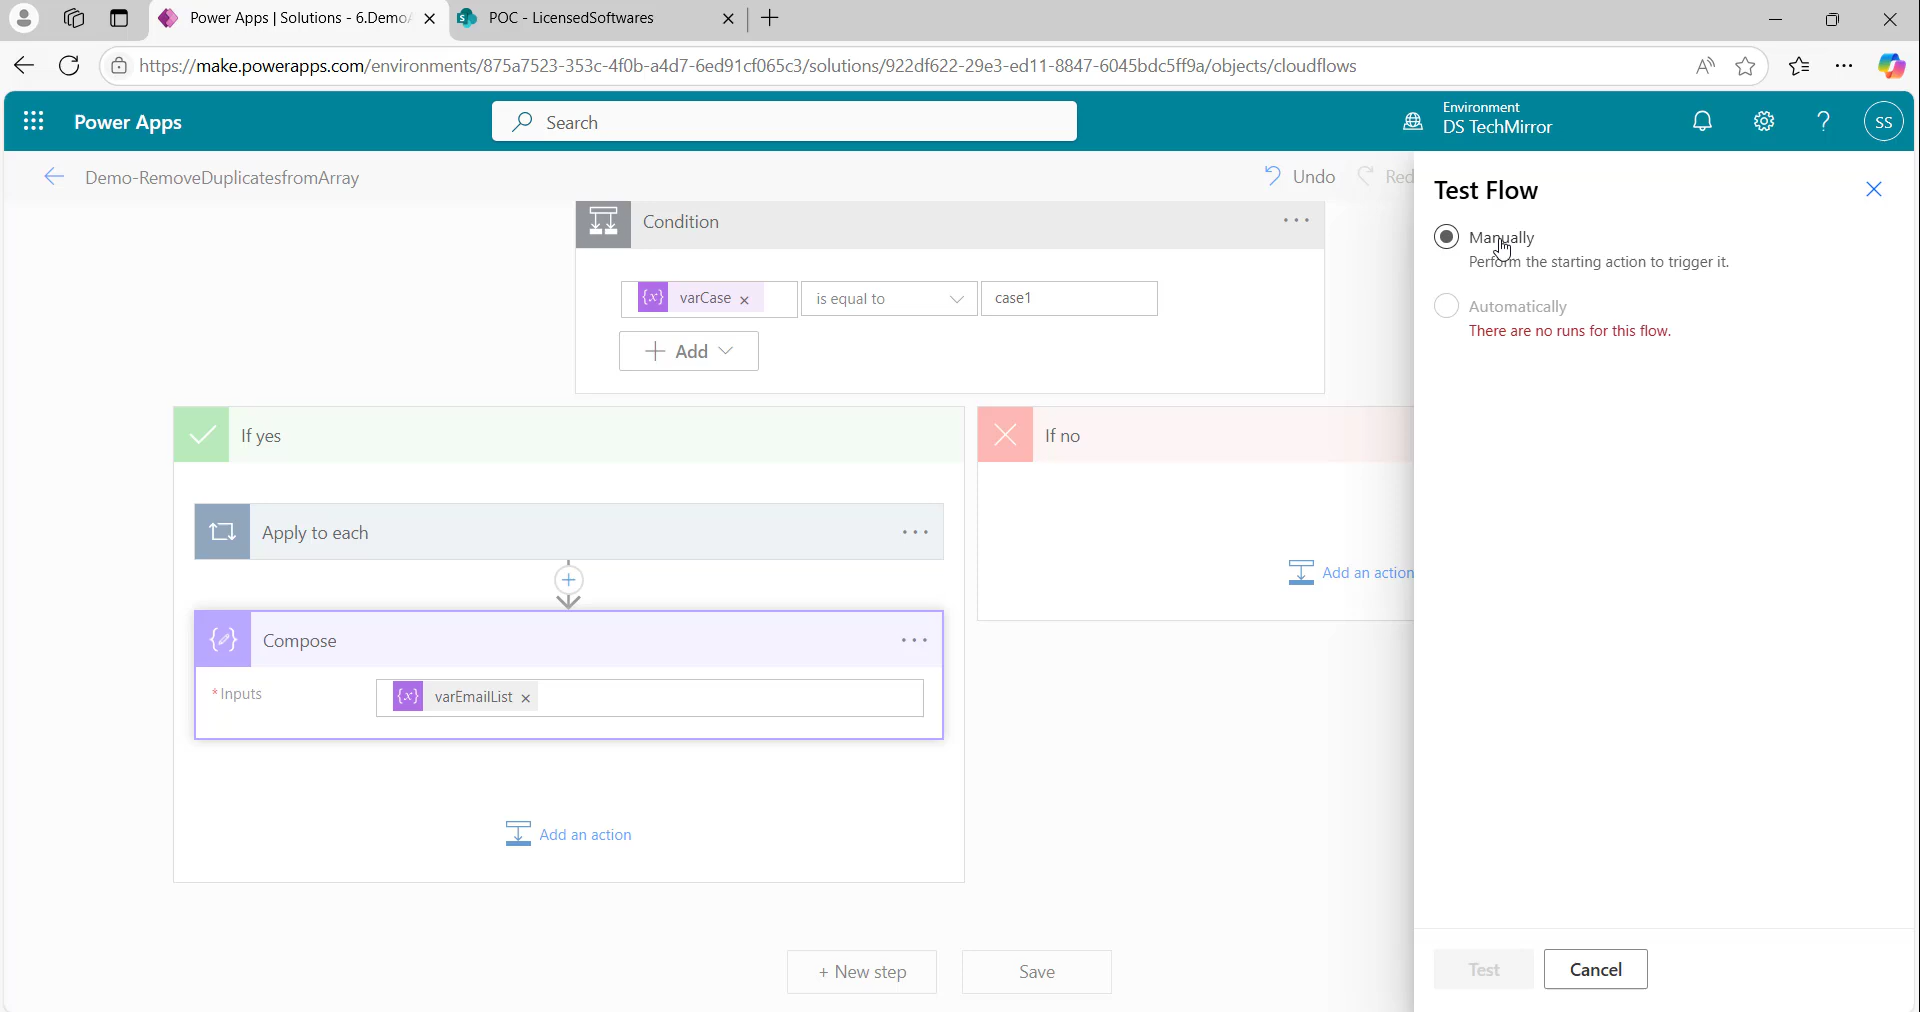 Power Apps | Solutions - 6.Demo
POC - LicensedSoftwares
https://make.powerapps.com/environments/875a7523-353c-4f0b-a4d7-6ed91cf065c3/solutions/922df622-29e3-ed11-8847-6045bdc5ff9a/objects/cloudflows
Power Apps
Search
Environment
DS TechMirror
SS
Demo-RemoveDuplicatesfromArray
Undo
Red
Test Flow
Condition
Manually
Perform the starting action to trigger it.
varCase
is equal to
case1
Automatically
There are no runs for this flow.
+ Add
If yes
If no
Apply to each
Add an action
Compose
* Inputs
varEmailList
Add an action
+ New step
Save
Test
Cancel